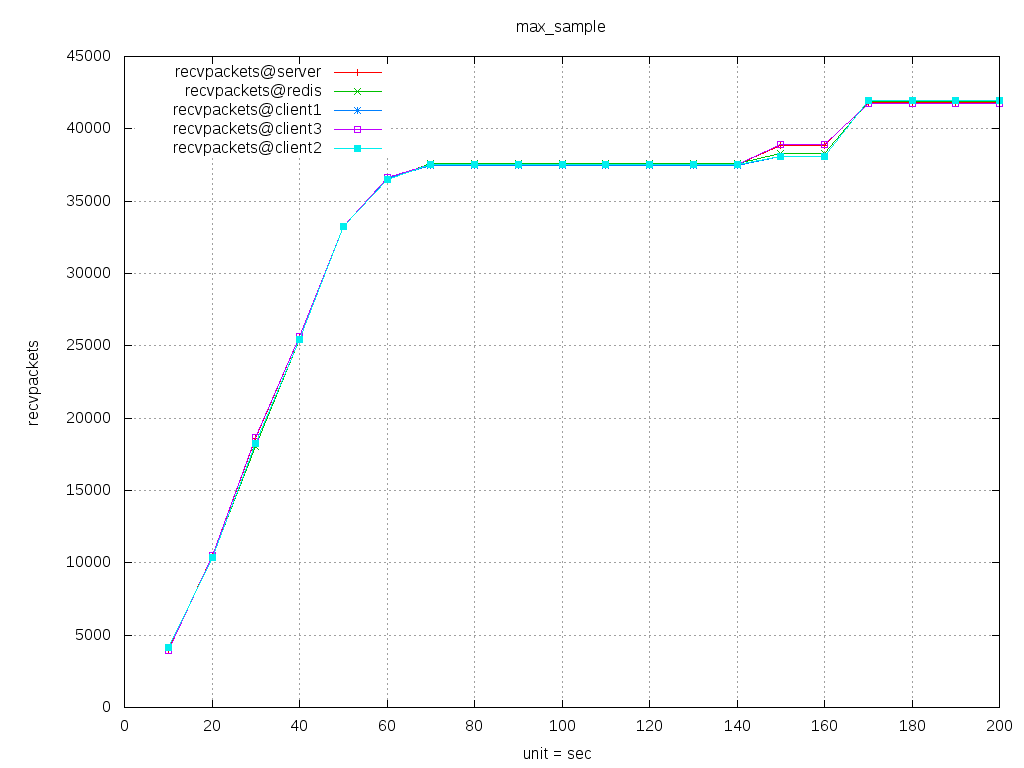 max_sample
recvpackets@server
recvpackets@redis
recvpackets@client1
recvpackets@client3
recvpackets@client2
45000
40000
35000
30000
25000
20000
15000
10000
5000
0
recvpackets
0 20 40 60 80 100 120 140 160 180 200
unit = sec